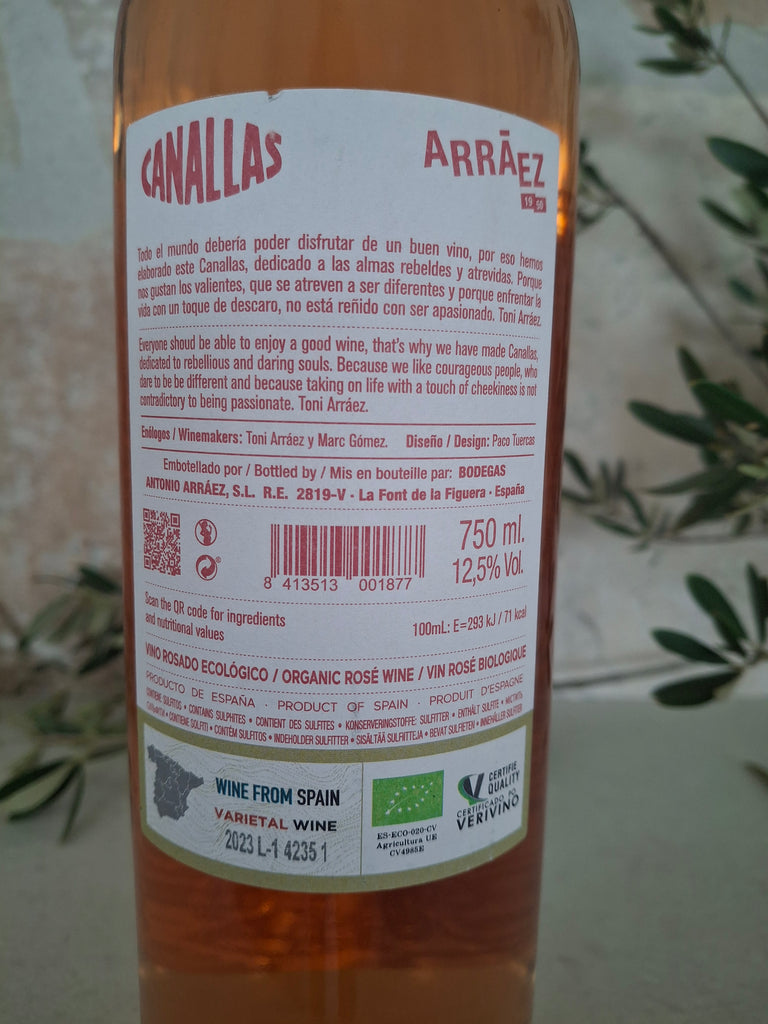 CANALLAS
ARRĀEZ
19 50
Todo el mundo debería poder disfrutar de un buen vino, por eso hemos
elaborado este Canallas, dedicado a las almas rebeldes y atrevidas. Porque
nos gustan los valientes, que se atreven a ser diferentes y porque enfrentar la
vida con un toque de descaro, no está reñido con ser apasionado. Toni Arráez.
Everyone shoud be able to enjoy a good wine, that's why we have made Canallas,
dedicated to rebellious and daring souls. Because we like courageous people, who
dare to be be different and because taking on life with a touch of cheekiness is not
contradictory to being passionate. Toni Arráez.
Enólogos / Winemakers: Toni Arráez y Marc Gómez. Diseño / Design: Paco Tuercas
Embotellado por / Bottled by / Mis en bouteille par: BODEGAS
ANTONIO ARRÁEZ, S.L. R.E. 2819-V - La Font de la Figuera - España
8 413513 001877
750 ml.
12,5% Vol.
Scan the QR code for ingredients
and nutritional values
100mL: E=293 kJ / 71 kcal
VINO ROSADO ECOLÓGICO / ORGANIC ROSÉ WINE / VIN ROSÉ BIOLOGIQUE
PRODUCTO DE ESPAÑA · PRODUCT OF SPAIN · PRODUIT D'ESPAGNE
CONTIENE SULFITOS • CONTAINS SULPHITES • CONTIENT DES SULFITES • KONSERVERINGSTOFFE: SULFITTER • ENTHÄLT SULFITE •
• CONTIENE SOLFITI • CONTÉM SULFITOS • INDEHOLDER SULFITTER • SISÄLTÄÄ SULFIITTEJA • BEVAT SULFIETEN • INNEHÅLLER SULFITER
WINE FROM SPAIN
VARIETAL WINE
2023 L-1 4235 1
ES-ECO-020-CV
Agricultura UE
CV4985E
CERTIFIE
QUALITY
CERTIFICADO PO
VERIVINO